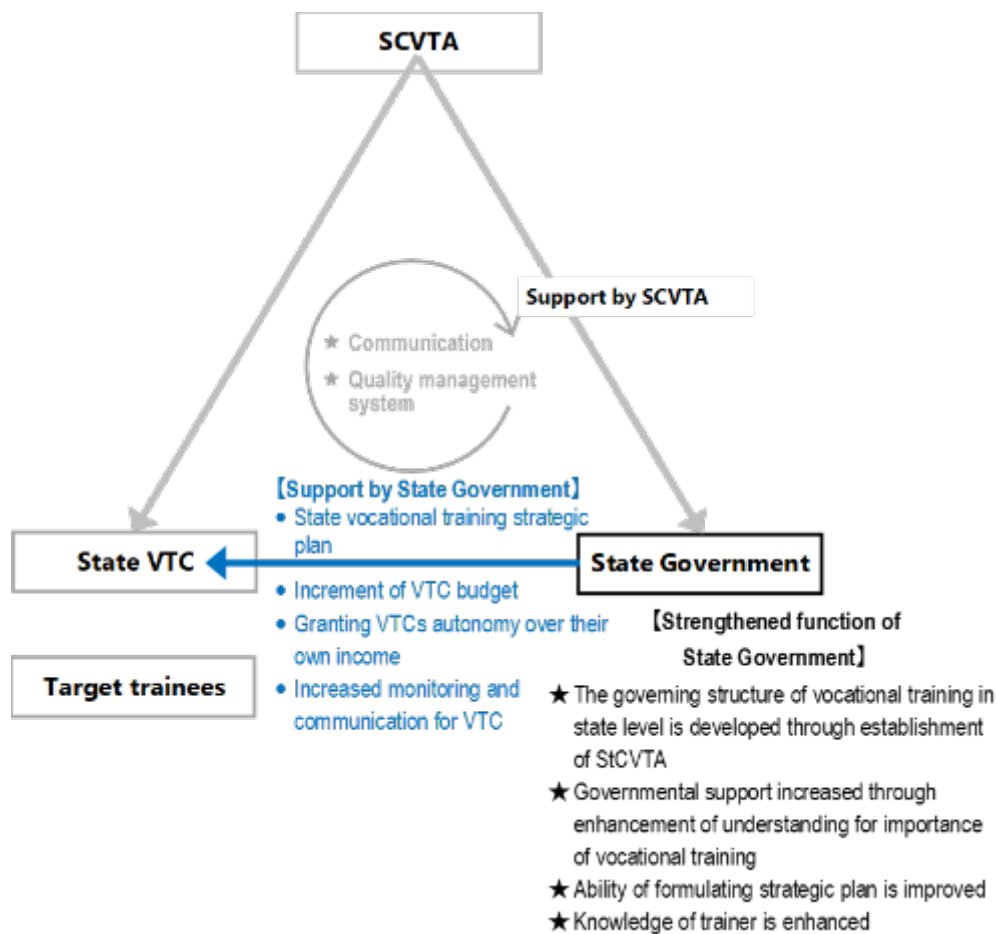 SCVTA
Support by SCVTA
★ Communication
★ Quality management
system
【Support by State Government】
• State vocational training strategic
plan
State VTC
State Government
• Increment of VTC budget
• Granting VTCs autonomy over their
own income
• Increased monitoring and
communication for VTC
Target trainees
【Strengthened function of
State Government】
★ The governing structure of vocational training in
state level is developed through establishment
of StCVTA
★ Governmental support increased through
enhancement of understanding for importance
of vocational training
★ Ability of formulating strategic plan is improved
★ Knowledge of trainer is enhanced